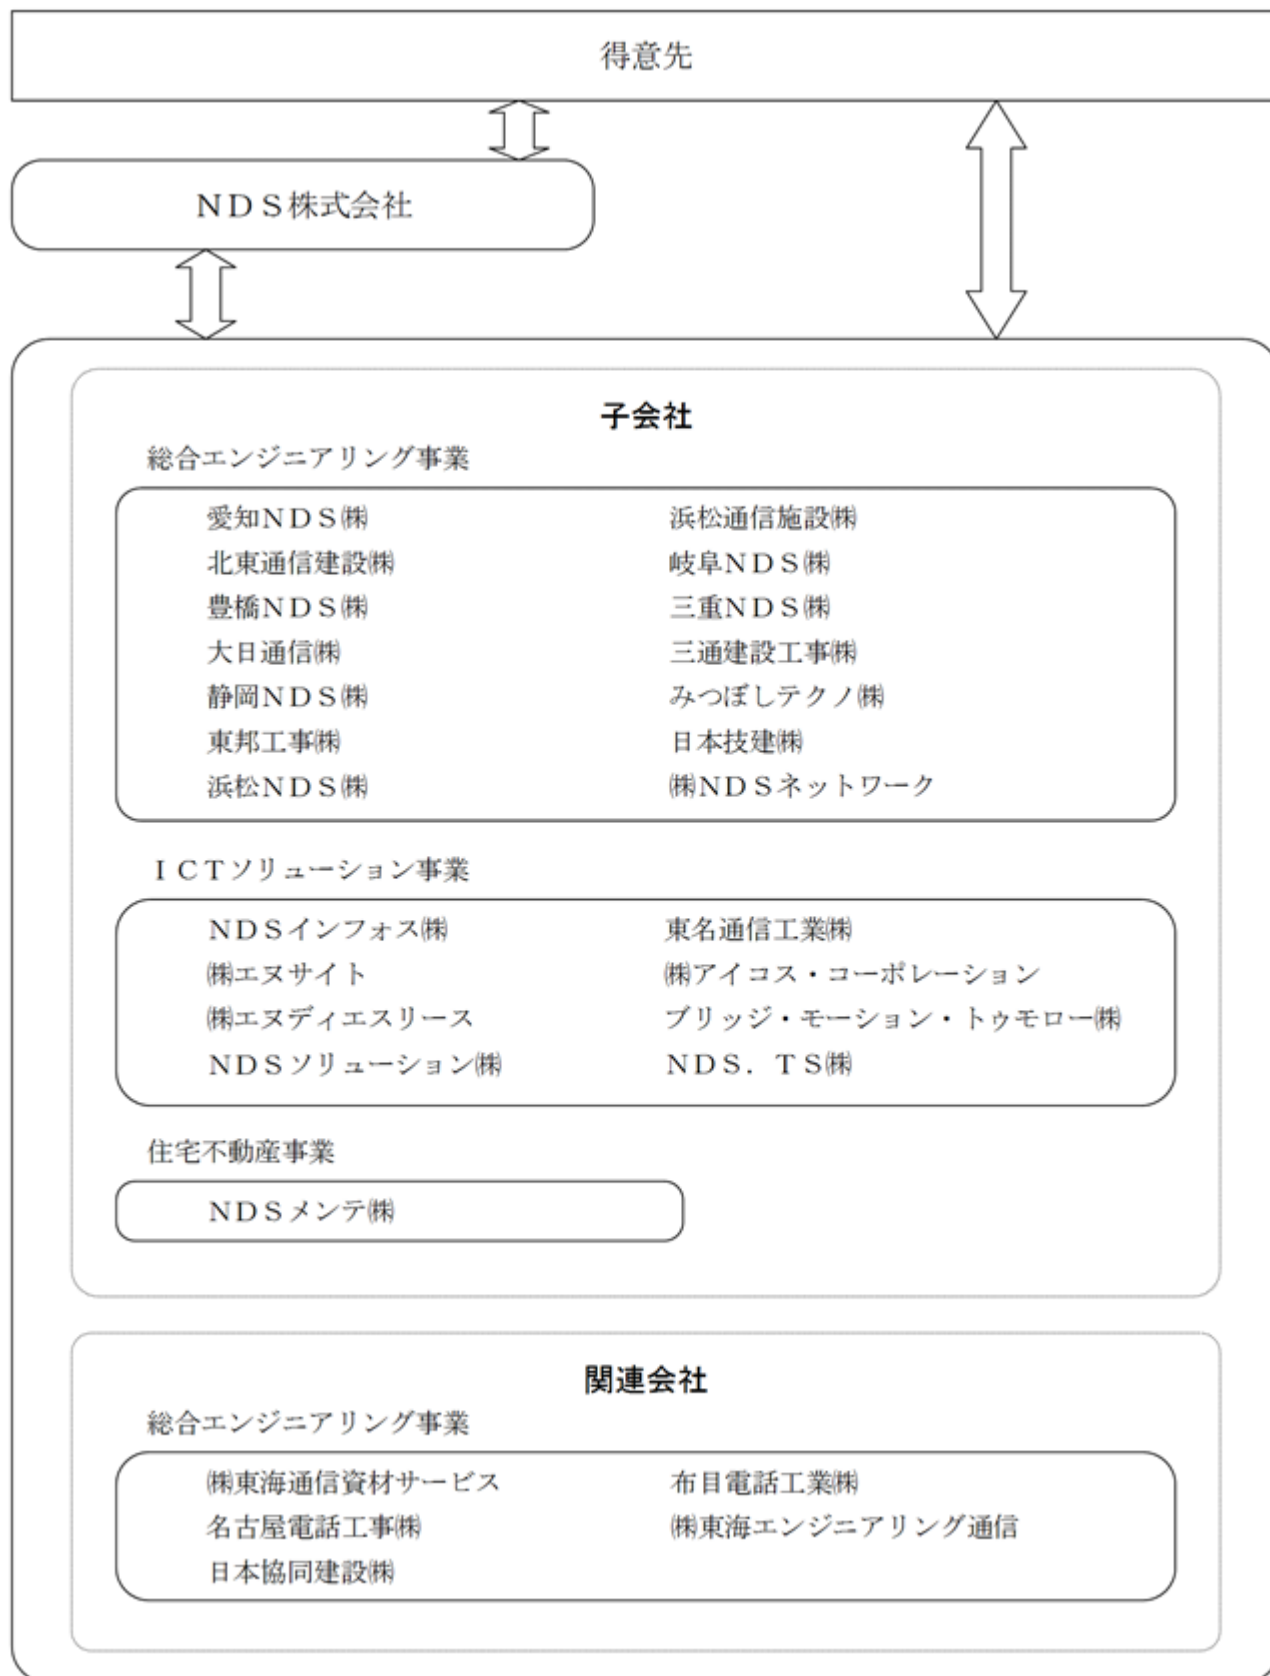 得意先
ＮＤＳ株式会社
子会社
総合エンジニアリング事業
愛知ＮＤＳ㈱
浜松通信施設㈱
北東通信建設㈱
岐阜ＮＤＳ㈱
豊橋ＮＤＳ㈱
三重ＮＤＳ㈱
大日通信㈱
三通建設工事㈱
静岡ＮＤＳ㈱
みつぼしテクノ㈱
東邦工事㈱
日本技建㈱
浜松ＮＤＳ㈱
㈱ＮＤＳネットワーク
ＩＣＴソリューション事業
ＮＤＳインフォス㈱
東名通信工業㈱
㈱エヌサイト
㈱アイコス・コーポレーション
㈱エヌディエスリース
ブリッジ・モーション・トゥモロー㈱
ＮＤＳソリューション㈱
ＮＤＳ．ＴＳ㈱
住宅不動産事業
ＮＤＳメンテ㈱
関連会社
総合エンジニアリング事業
㈱東海通信資材サービス
布目電話工業㈱
名古屋電話工事㈱
㈱東海エンジニアリング通信
日本協同建設㈱